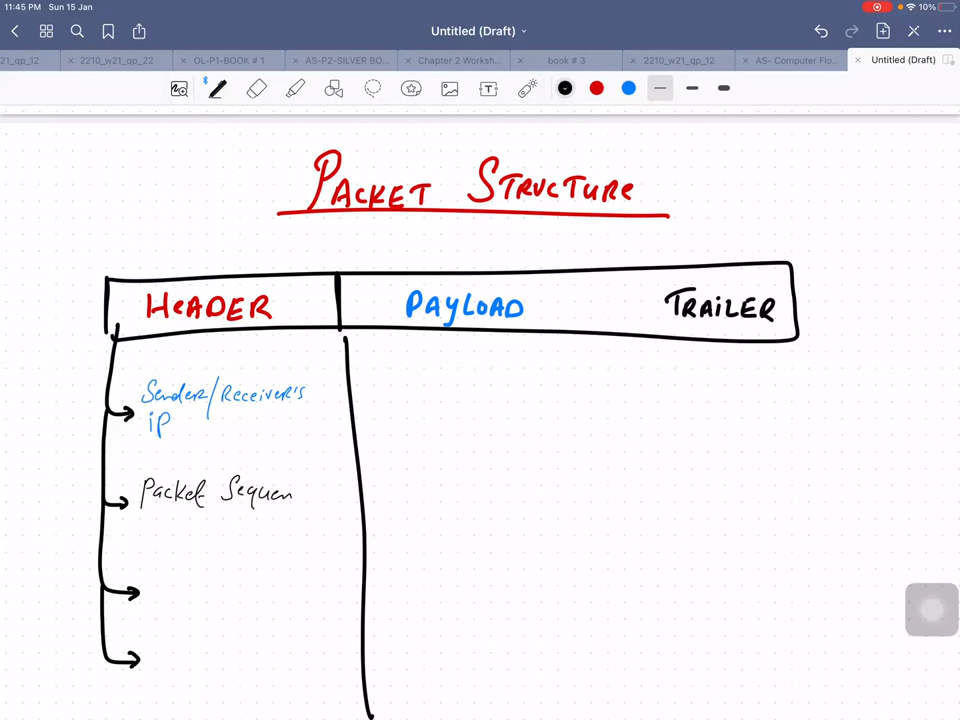 11:45 PM Sun 15 Jan
10%
Untitled (Draft)
21_qp_12
2210_w21_qp_22
OL-P1-BOOK # 1
AS-P2-SILVER BO...
Chapter 2 Worksh...
book # 3
2210_w21_qp_12
AS- Computer Flo...
Untitled (Draft)
PACKET STRUCTURE
HEADER PAYLOAD TRAILER
Sender/Receiver's
iP
Packet Sequen